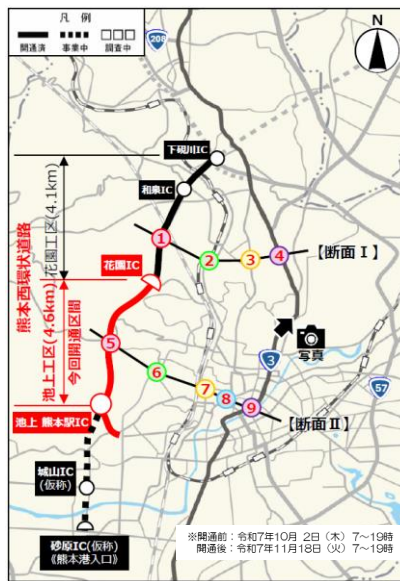 凡 例
開通済 事業中 調査中
N
208
下硯川IC
和泉IC
熊本西環状道路
花園工区(4.1km)
花園IC
池上工区(4.6km)
今回開通区間
1
2
3
4
【断面Ⅰ】
写真
3
57
5
6
7
8
9
【断面Ⅱ】
池上 熊本駅IC
城山IC
(仮称)
砂原IC(仮称)
《熊本港入口》
※開通前：令和7年10月 2日（木）7～19時
開通後：令和7年11月18日（火）7～19時